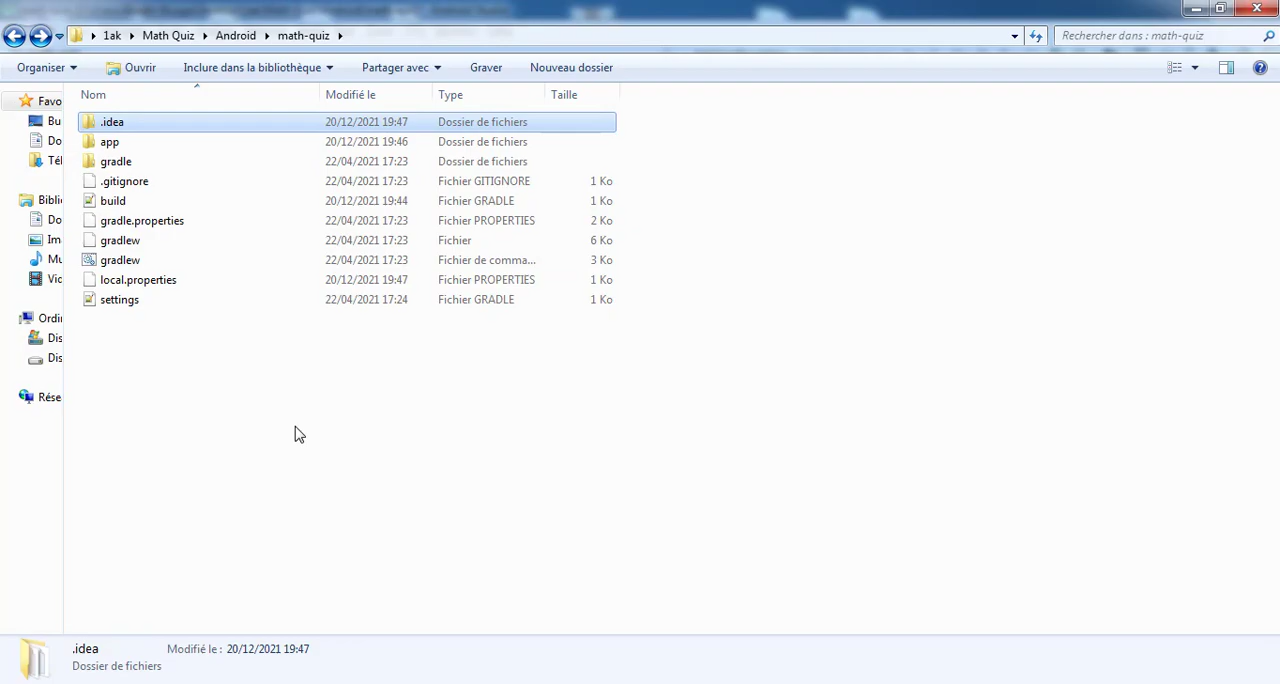 1ak Math Quiz Android math-quiz Rechercher dans : math-quiz
Organiser Ouvrir Inclure dans la bibliothèque Partager avec Graver Nouveau dossier
Nom Modifié le Type Taille
Favo
Bu
Do
Tél
Bibli
Do
Im
Mu
Vid
Ordi
Dis
Dis
Rése
.idea 20/12/2021 19:47 Dossier de fichiers
app 20/12/2021 19:46 Dossier de fichiers
gradle 22/04/2021 17:23 Dossier de fichiers
.gitignore 22/04/2021 17:23 Fichier GITIGNORE 1 Ko
build 20/12/2021 19:44 Fichier GRADLE 1 Ko
gradle.properties 22/04/2021 17:23 Fichier PROPERTIES 2 Ko
gradlew 22/04/2021 17:23 Fichier 6 Ko
gradlew 22/04/2021 17:23 Fichier de comma... 3 Ko
local.properties 20/12/2021 19:47 Fichier PROPERTIES 1 Ko
settings 22/04/2021 17:24 Fichier GRADLE 1 Ko
.idea Modifié le : 20/12/2021 19:47
Dossier de fichiers